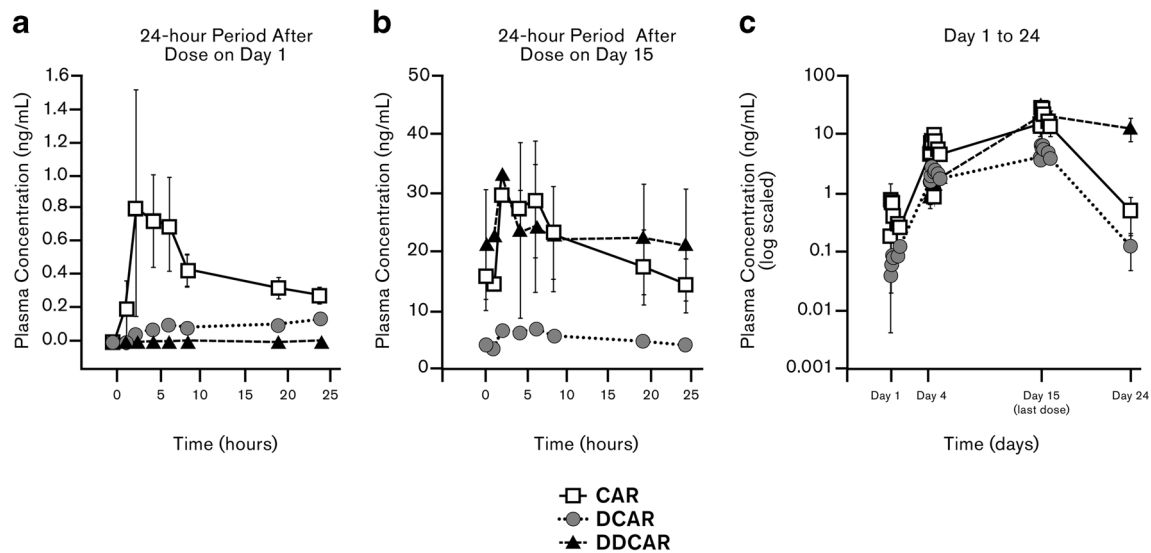 a
24-hour Period After
Dose on Day 1
Plasma Concentration (ng/mL)
1.6
1.4
1.2
1.0
0.8
0.6
0.4
0.2
0.0
0 5 10 15 20 25
Time (hours)
b
24-hour Period After
Dose on Day 15
Plasma Concentration (ng/mL)
50
40
30
20
10
0
0 5 10 15 20 25
Time (hours)
c
Day 1 to 24
Plasma Concentration (ng/mL)
(log scaled)
100
10
1
0.1
0.01
0.001
Day 1 Day 4 Day 15 Day 24
(last dose)
Time (days)
CAR
DCAR
DDCAR